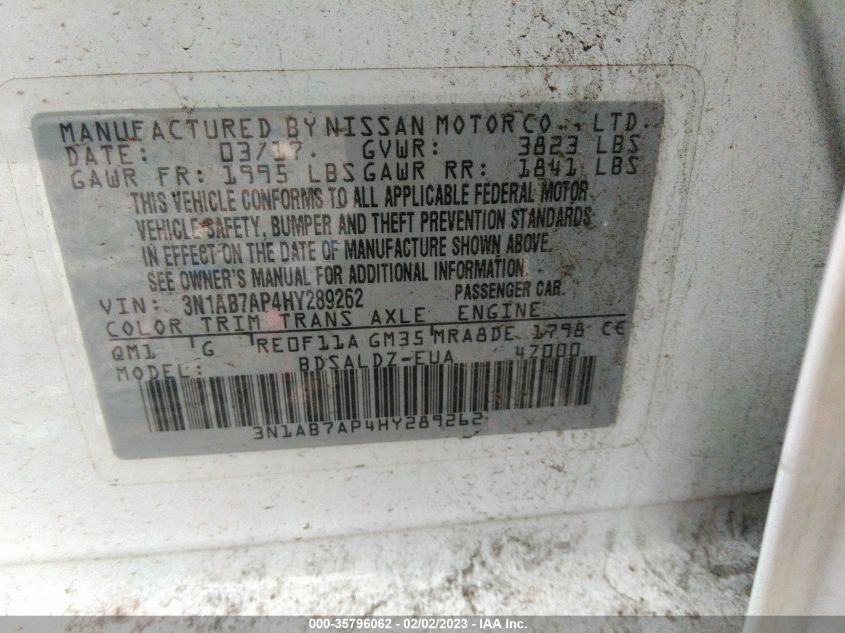 MANUFACTURED BY NISSAN MOTOR CO., LTD.
DATE: 03/17. GVWR: 3823 LBS
GAWR FR: 1995 LBS GAWR RR: 1841 LBS
THIS VEHICLE CONFORMS TO ALL APPLICABLE FEDERAL MOTOR
VEHICLE SAFETY, BUMPER AND THEFT PREVENTION STANDARDS
IN EFFECT ON THE DATE OF MANUFACTURE SHOWN ABOVE.
SEE OWNER'S MANUAL FOR ADDITIONAL INFORMATION.
VIN: 3N1AB7AP4HY289262 PASSENGER CAR.
COLOR TRIM TRANS AXLE ENGINE
QM1 G RE0F11A GM35 MRA8DE 1798 CC
MODEL: BDSALDZ-EUA 47000
3N1AB7AP4HY289262
000-35796062 - 02/02/2023 - IAAI.com